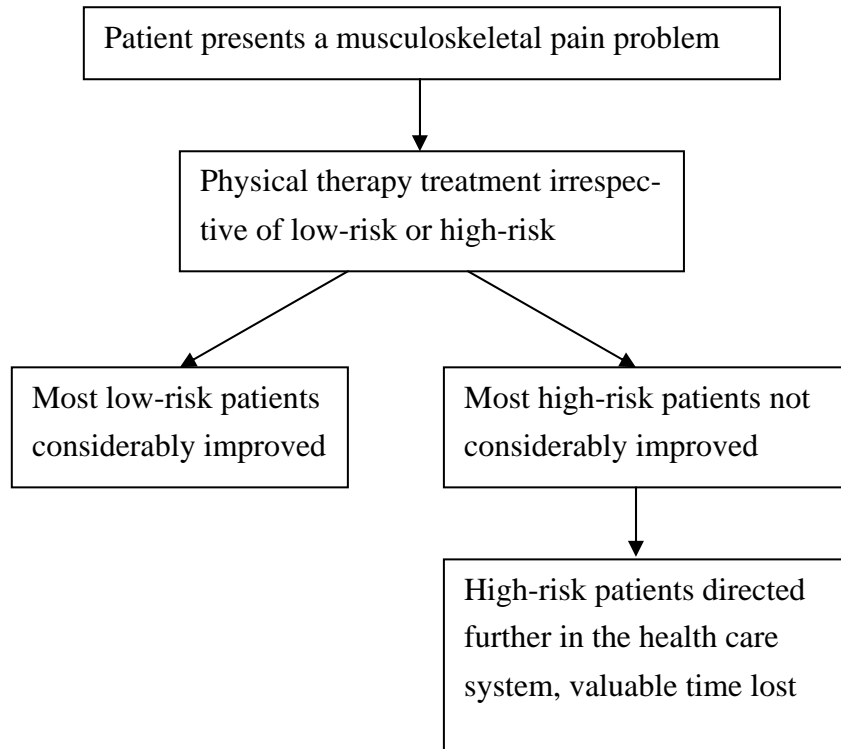 Patient presents a musculoskeletal pain problem
Physical therapy treatment irrespec-
tive of low-risk or high-risk
Most low-risk patients
considerably improved
Most high-risk patients not
considerably improved
High-risk patients directed
further in the health care
system, valuable time lost